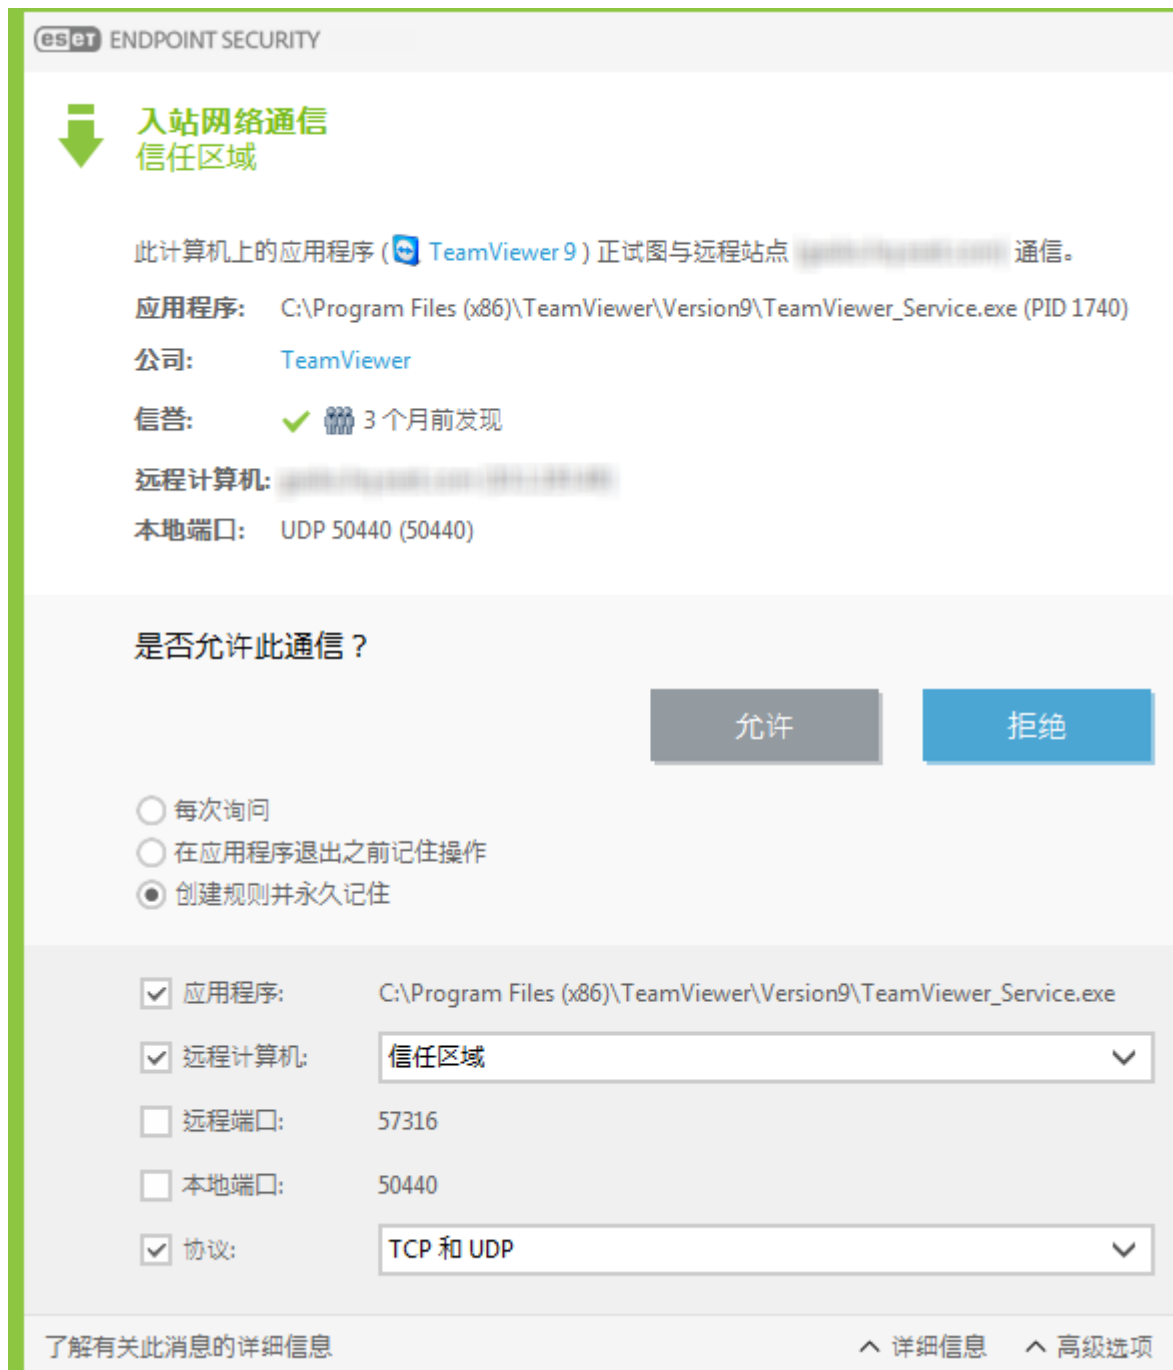 eset ENDPOINT SECURITY
入站网络通信
信任区域
此计算机上的应用程序 ( TeamViewer 9 ) 正试图与远程站点 通信。
应用程序: C:\Program Files (x86)\TeamViewer\Version9\TeamViewer_Service.exe (PID 1740)
公司: TeamViewer
信誉: 3 个月前发现
远程计算机:
本地端口: UDP 50440 (50440)
是否允许此通信？
允许 拒绝
每次询问
在应用程序退出之前记住操作
创建规则并永久记住
应用程序: C:\Program Files (x86)\TeamViewer\Version9\TeamViewer_Service.exe
远程计算机: 信任区域
远程端口: 57316
本地端口: 50440
协议: TCP 和 UDP
了解有关此消息的详细信息 详细信息 高级选项